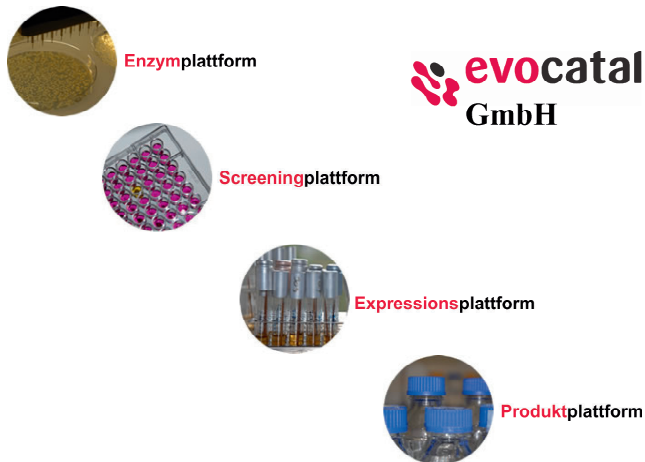 Enzymplattform
evocatal
GmbH
Screeningplattform
Expressionsplattform
Produktplattform